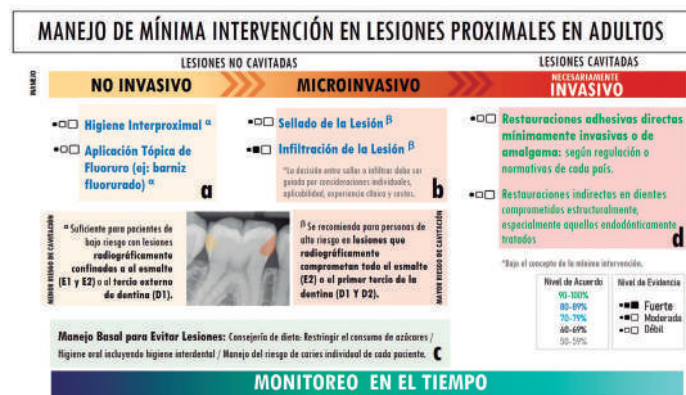 MANEJO DE MÍNIMA INTERVENCIÓN EN LESIONES PROXIMALES EN ADULTOS
LESIONES NO CAVITADAS
LESIONES CAVITADAS
MANEJO
NO INVASIVO
MICROINVASIVO
NECESARIAMENTE
INVASIVO
Higiene Interproximal α
Aplicación Tópica de
Fluoruro (ej: barniz
fluorurado) α
a
Sellado de la Lesión β
Infiltración de la Lesión β
*La decisión entre sellar o infiltrar debe ser
guiada por consideraciones individuales,
aplicabilidad, experiencia clínica y costos.
b
Restauraciones adhesivas directas
mínimamente invasivas o de
amalgama: según regulación o
normativas de cada país.
Restauraciones indirectas en dientes
comprometidos estructuralmente,
especialmente aquellos endodónticamente
tratados
d
*Bajo el concepto de la mínima intervención.
MENOR RIESGO DE CAVITACIÓN
α Suficiente para pacientes de
bajo riesgo con lesiones
radiográficamente
confinadas a al esmalte
(E1 y E2) o al tercio externo
de dentina (D1).
β Se recomienda para personas de
alto riesgo en lesiones que
radiográficamente
comprometan todo el esmalte
(E2) o el primer tercio de la
dentina (D1 Y D2).
MAYOR RIESGO DE CAVITACIÓN
Nivel de Acuerdo
90-100%
80-89%
70-79%
60-69%
50-59%
Nivel de Evidencia
Fuerte
Moderada
Débil
Manejo Basal para Evitar Lesiones: Consejería de dieta: Restringir el consumo de azúcares /
Higiene oral incluyendo higiene interdental / Manejo del riesgo de caries individual de cada paciente.
c
MONITOREO EN EL TIEMPO